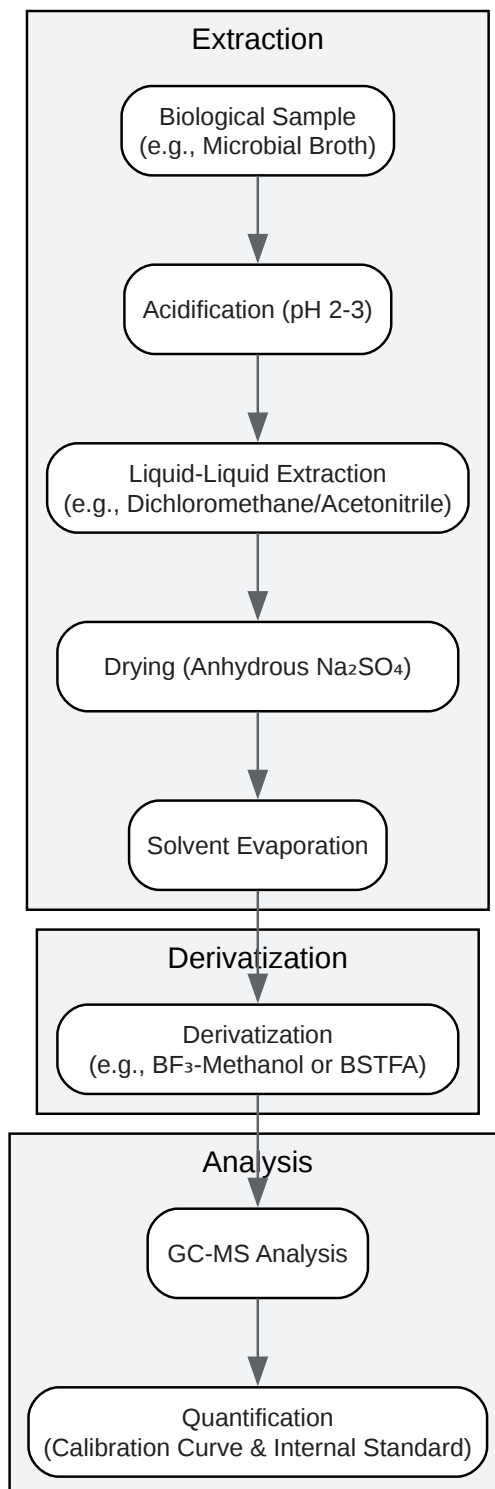 Extraction
Biological Sample
(e.g., Microbial Broth)
Acidification (pH 2-3)
Liquid-Liquid Extraction
(e.g., Dichloromethane/Acetonitrile)
Drying (Anhydrous Na₂SO₄)
Solvent Evaporation
Derivatization
Derivatization
(e.g., BF₃-Methanol or BSTFA)
Analysis
GC-MS Analysis
Quantification
(Calibration Curve & Internal Standard)